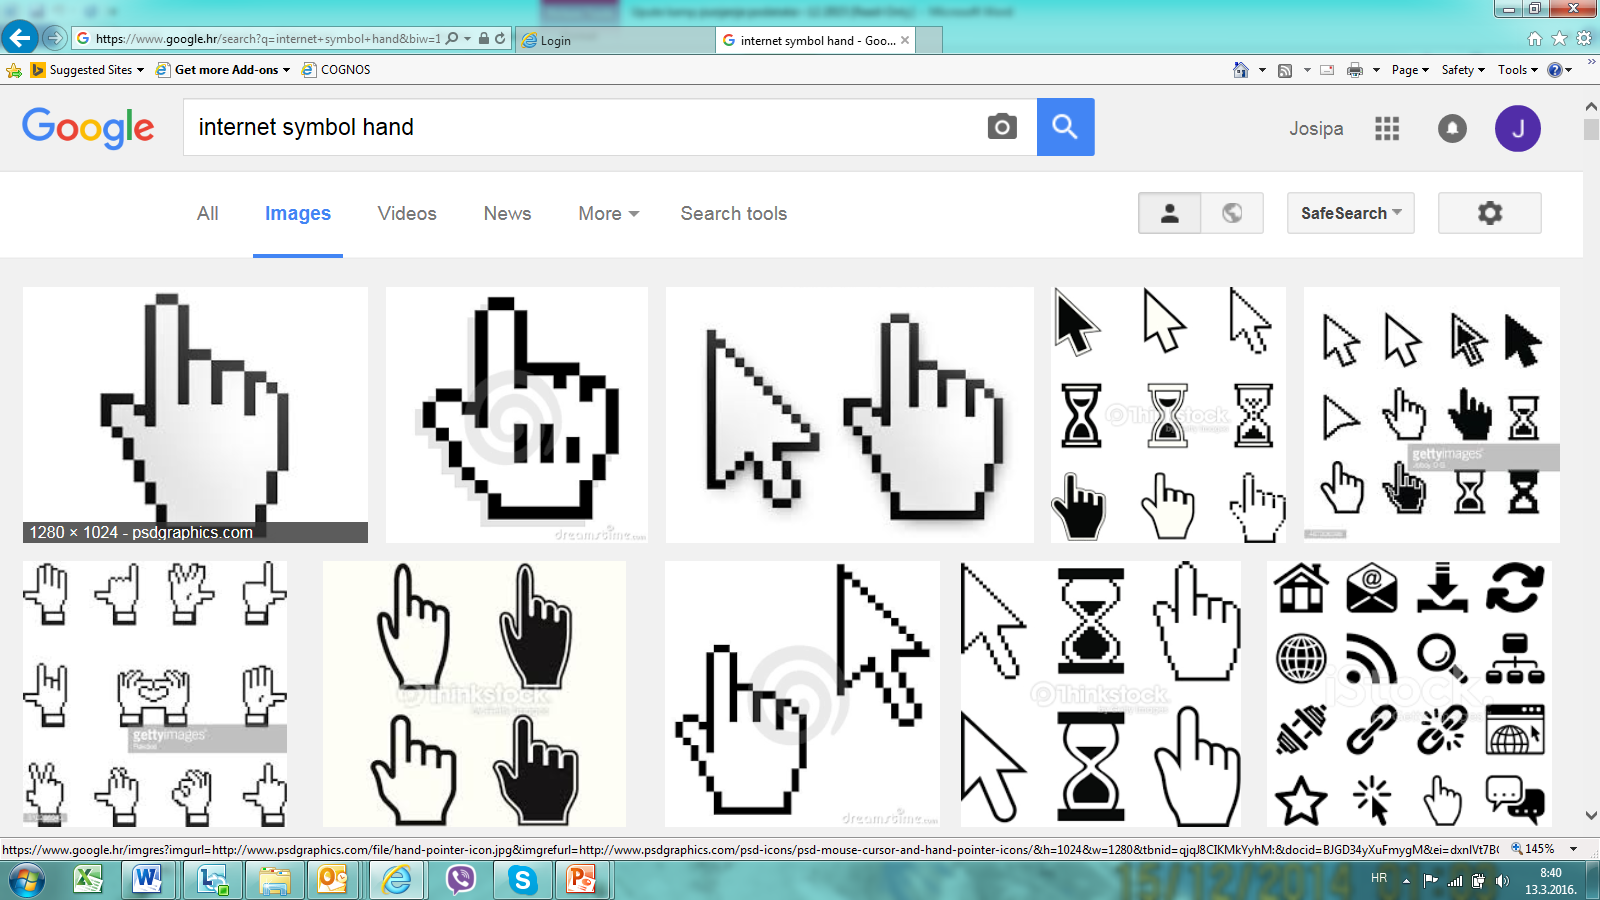 https://www.google.hr/search?q=internet+symbol+hand&biw=1
Login
internet symbol hand - Goo...
Suggested Sites
Get more Add-ons
COGNOS
Page
Safety
Tools
Google
internet symbol hand
Josipa
J
All
Images
Videos
News
More
Search tools
SafeSearch
1280 × 1024 - psdgraphics.com
dreamstime.com
Thinkstock
gettyimages
gettyimages
Thinkstock
dreamstime.com
Thinkstock
iStock
https://www.google.hr/imgres?imgurl=http://www.psdgraphics.com/file/hand-pointer-icon.jpg&imgrefurl=http://www.psdgraphics.com/psd-icons/psd-mouse-cursor-and-hand-pointer-icons/&h=1024&w=1280&tbnid=qjqJ8CIKMkYyhM:&docid=BJGD34yXuFmygM&ei=dxnlVt7B
145%
HR
8:40
13.3.2016.